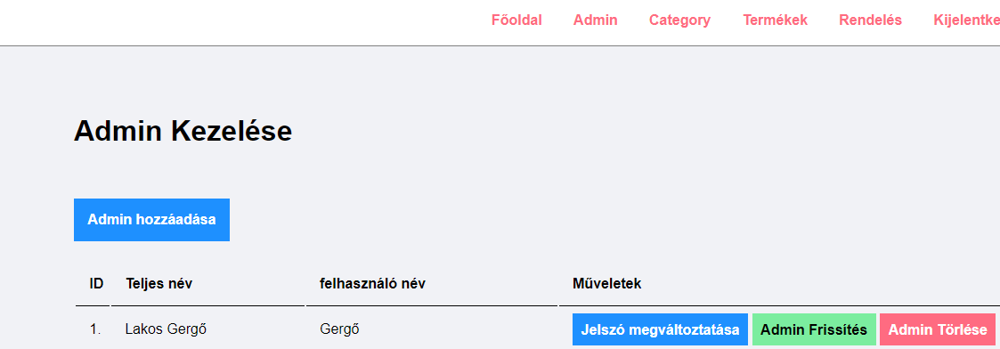 Főoldal Admin Category Termékek Rendelés Kijelentke
Admin Kezelése
Admin hozzáadása
ID Teljes név felhasználó név Műveletek
1. Lakos Gergő Gergő Jelszó megváltoztatása Admin Frissítés Admin Törlése